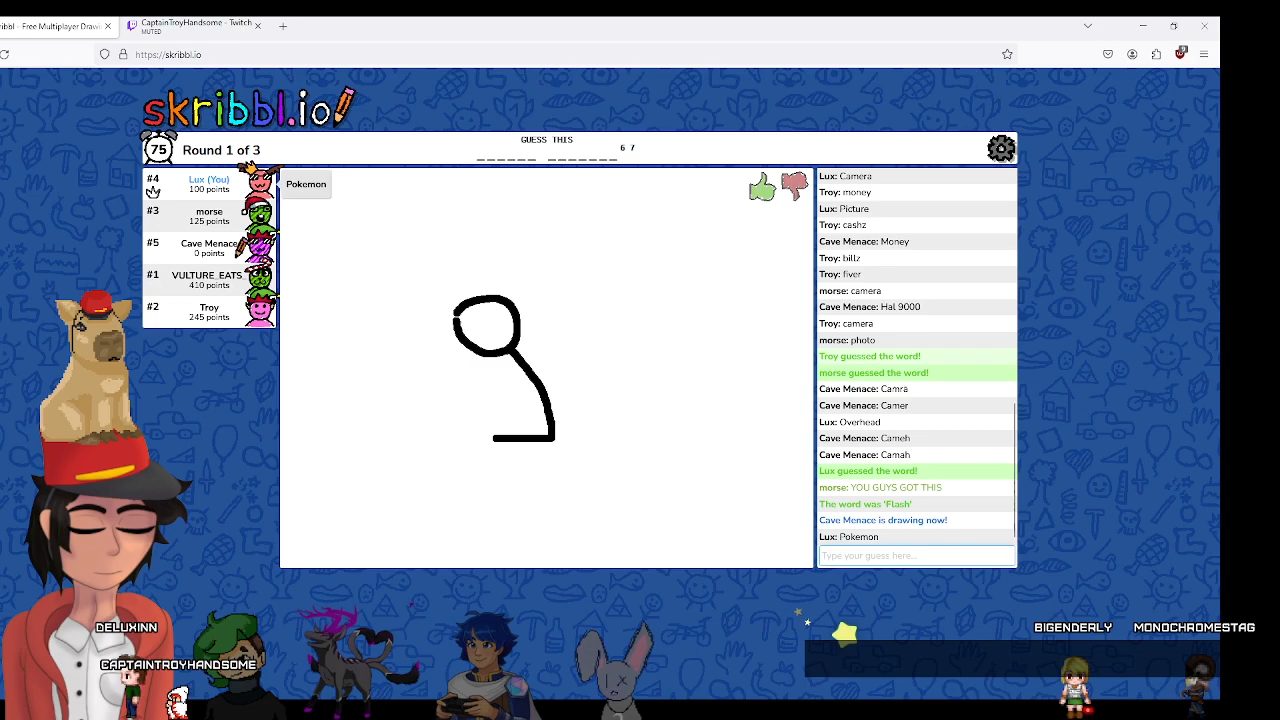 ribbl - Free Multiplayer Draw
CaptainTroyHandsome - Twitch
MUTED
https://skribbl.io
skribbl.io
75
Round 1 of 3
GUESS THIS
______ _______ 6 7
#4
Lux (You)
100 points
#3
morse
125 points
#5
Cave Menace
0 points
#1
VULTURE_EATS
410 points
#2
Troy
245 points
Pokemon
Lux: Camera
Troy: money
Lux: Picture
Troy: cashz
Cave Menace: Money
Troy: billz
Troy: fiver
morse: camera
Cave Menace: Hal 9000
Troy: camera
morse: photo
Troy guessed the word!
morse guessed the word!
Cave Menace: Camra
Cave Menace: Camer
Lux: Overhead
Cave Menace: Cameh
Cave Menace: Camah
Lux guessed the word!
morse: YOU GUYS GOT THIS
The word was 'Flash'
Cave Menace is drawing now!
Lux: Pokemon
Type your guess here...
DELUXINN
CAPTAINTROYHANDSOME
BIGENDERLY
MONOCHROMESTAG